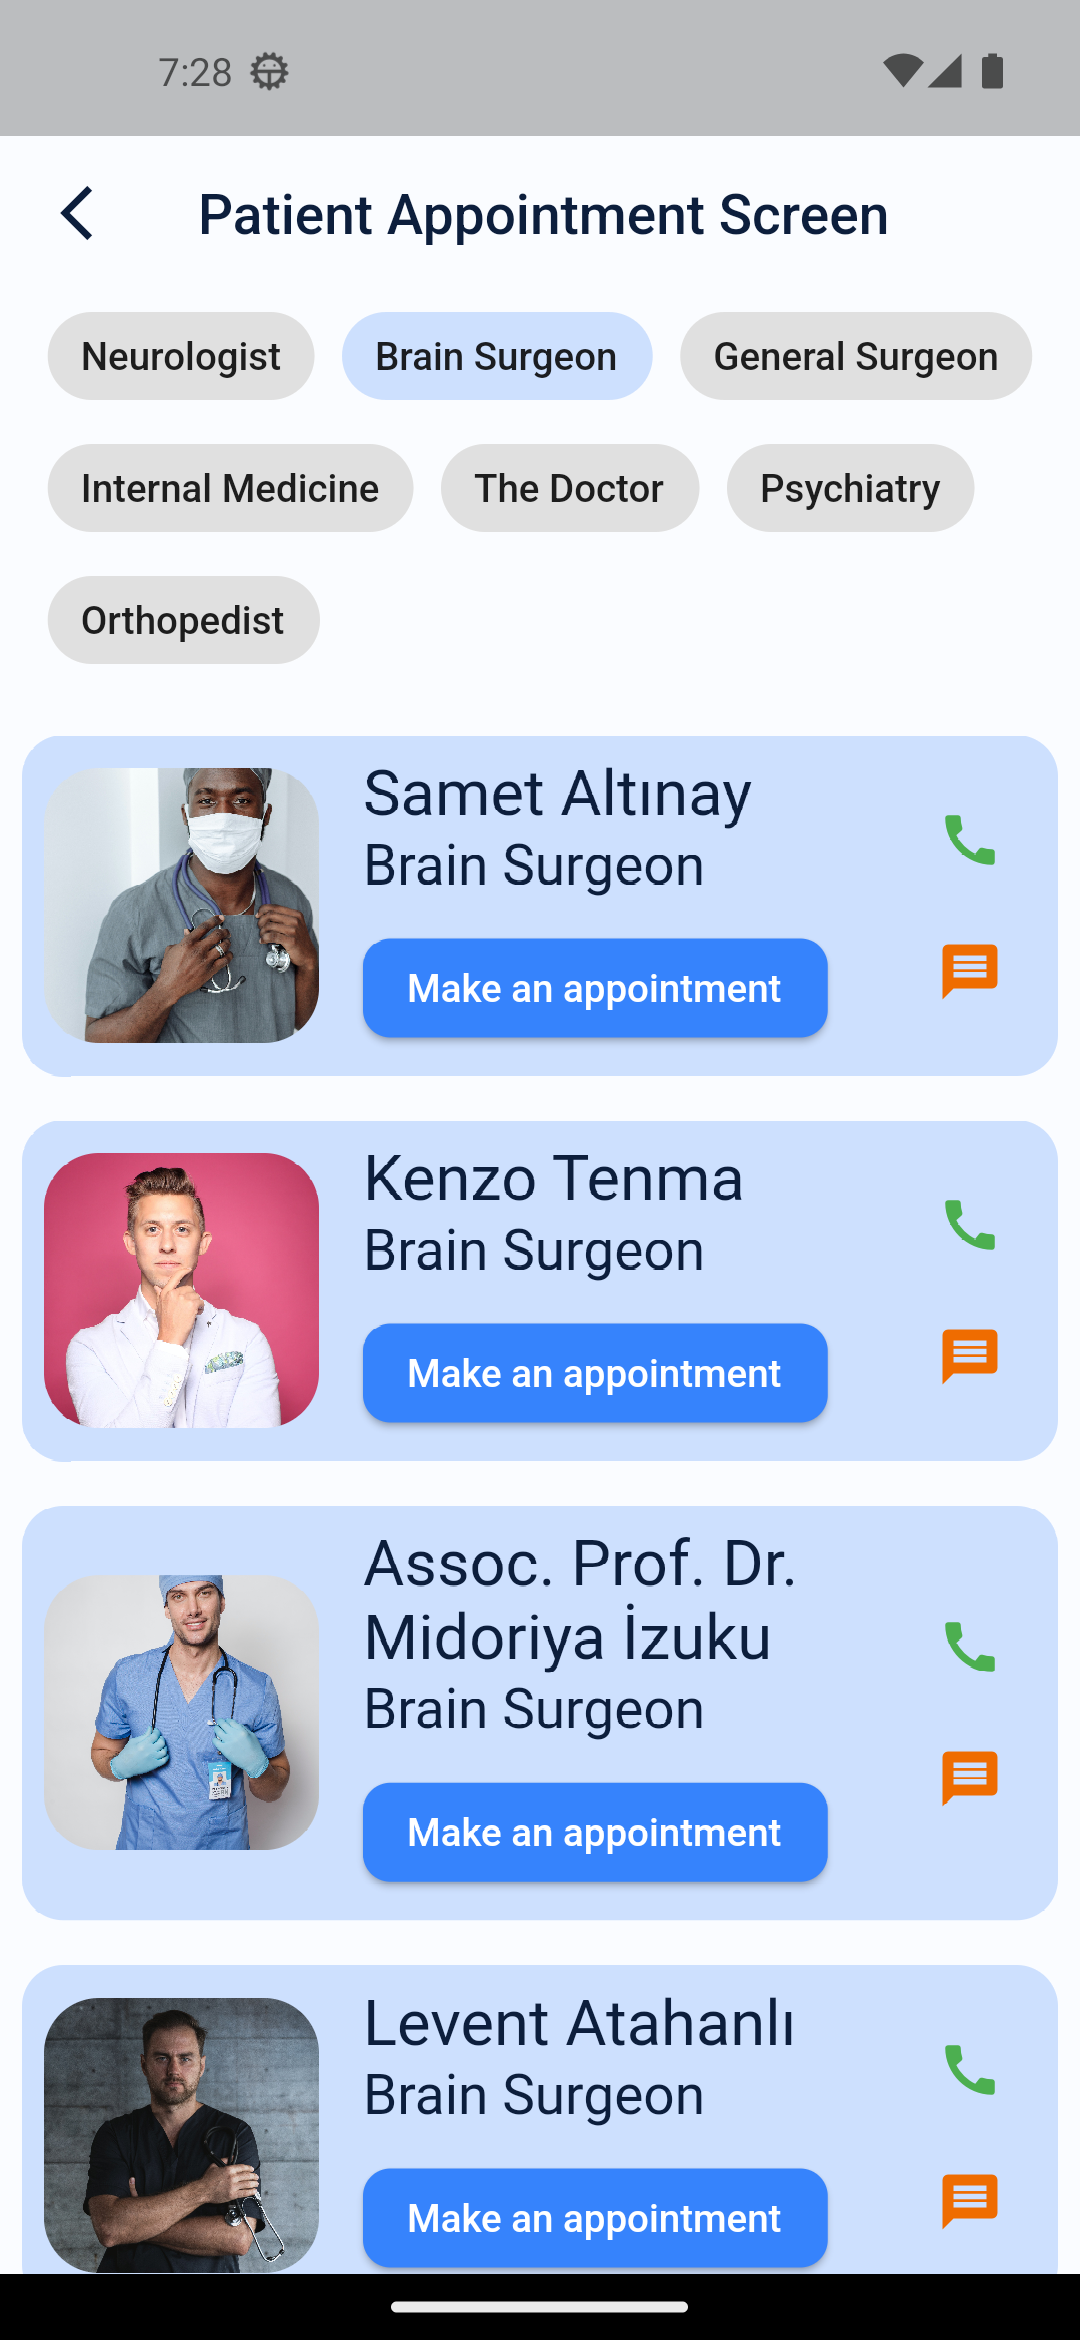 7:28
Patient Appointment Screen
Neurologist
Brain Surgeon
General Surgeon
Internal Medicine
The Doctor
Psychiatry
Orthopedist
Samet Altınay
Brain Surgeon
Make an appointment
Kenzo Tenma
Brain Surgeon
Make an appointment
Assoc. Prof. Dr.
Midoriya İzuku
Brain Surgeon
Make an appointment
Levent Atahanlı
Brain Surgeon
Make an appointment